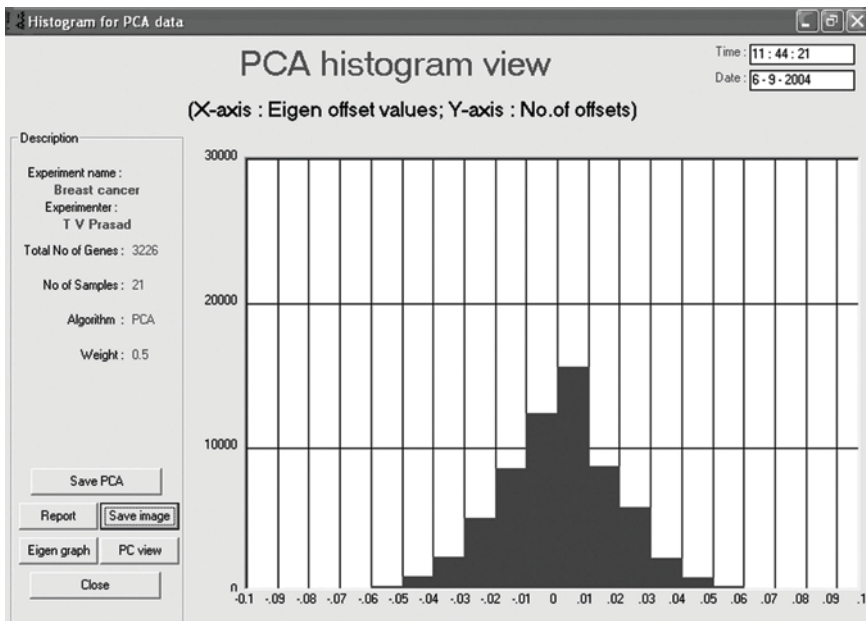 Histogram for PCA data
PCA histogram view
Time : 11 : 44 : 21
Date : 6 - 9 - 2004
(X-axis : Eigen offset values; Y-axis : No.of offsets)
Description
Experiment name :
Breast cancer
Experimenter :
T V Prasad
Total No of Genes : 3226
No of Samples : 21
Algorithm : PCA
Weight : 0.5
Save PCA
Report Save image
Eigen graph PC view
Close
30000
20000
10000
0
-0.1 -.09 -.08 -.07 -.06 -.05 -.04 -.03 -.02 -.01 0 .01 .02 .03 .04 .05 .06 .07 .08 .09 .1